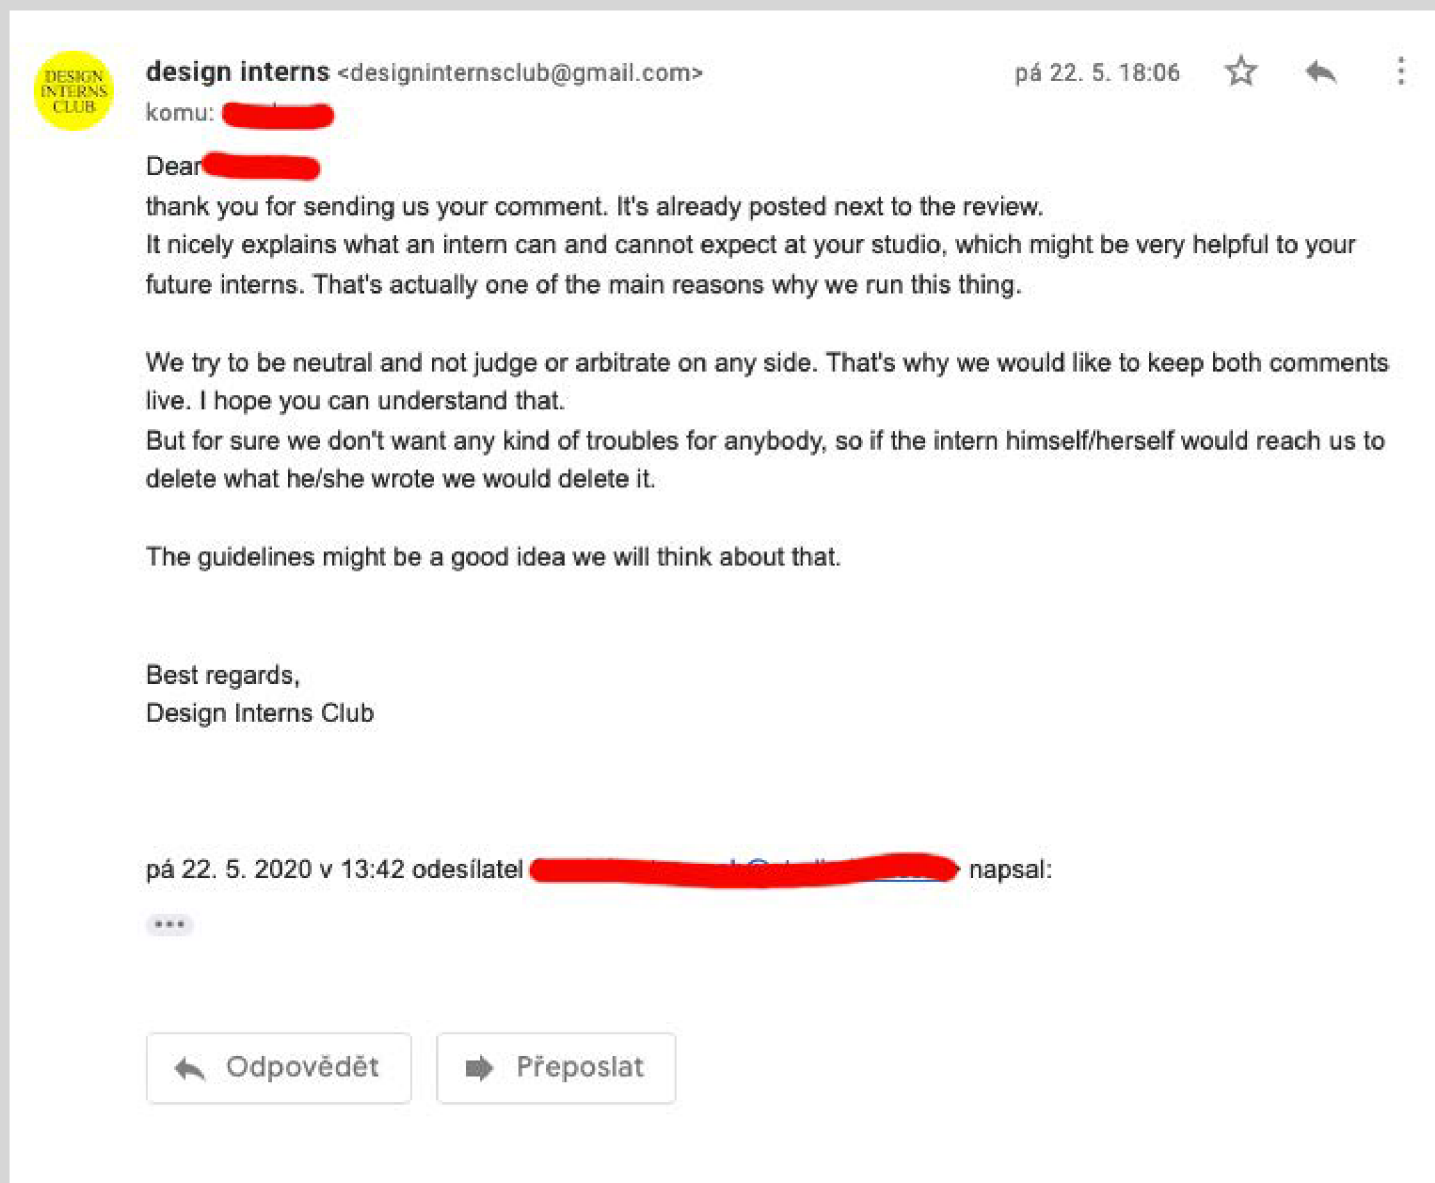 DESIGN
INTERNS
CLUB
design interns <designinternsclub@gmail.com>
pá 22. 5. 18:06
komu:
Dear
thank you for sending us your comment. It's already posted next to the review.
It nicely explains what an intern can and cannot expect at your studio, which might be very helpful to your
future interns. That's actually one of the main reasons why we run this thing.
We try to be neutral and not judge or arbitrate on any side. That's why we would like to keep both comments
live. I hope you can understand that.
But for sure we don't want any kind of troubles for anybody, so if the intern himself/herself would reach us to
delete what he/she wrote we would delete it.
The guidelines might be a good idea we will think about that.
Best regards,
Design Interns Club
pá 22. 5. 2020 v 13:42 odesílatel napsal:
Odpovědět
Přeposlat